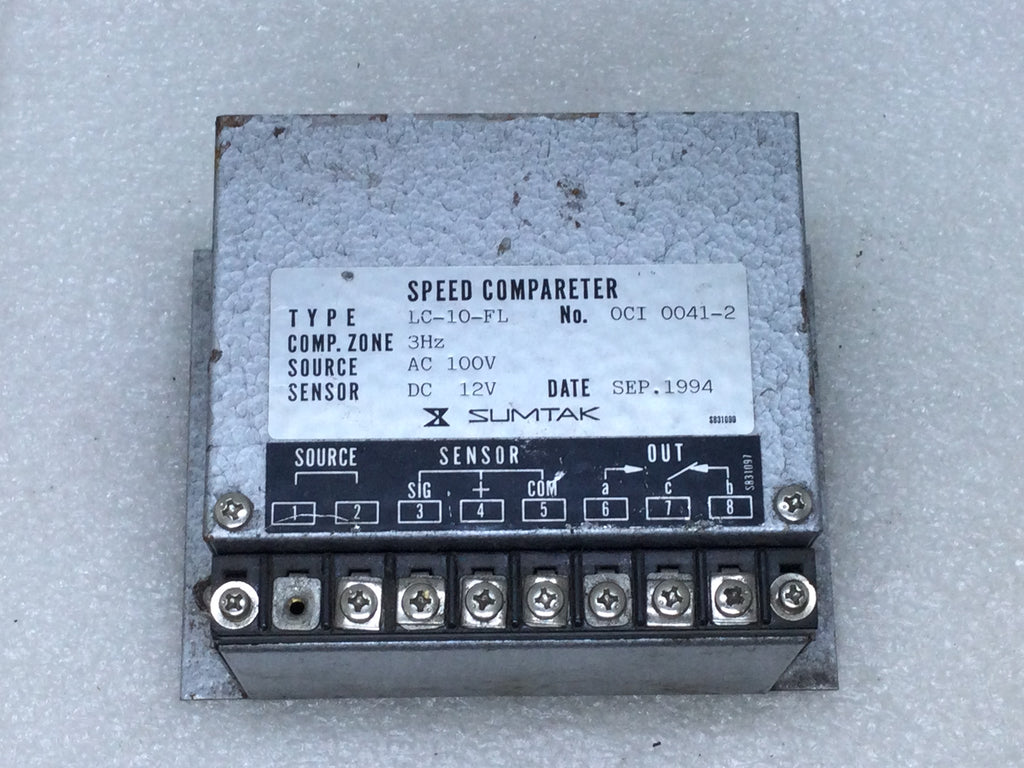 SPEED COMPARETER
TYPE LC-10-FL No. OCI 0041-2
COMP. ZONE 3Hz
SOURCE AC 100V
SENSOR DC 12V DATE SEP.1994
SUMTAK
S831097
SOURCE SENSOR OUT
SIG + COM a c b
1 2 3 4 5 6 7 8